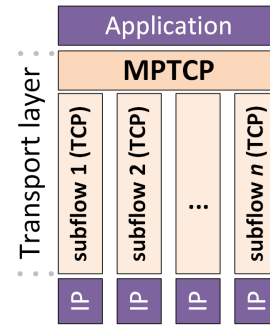 Application
Transport layer
MPTCP
subflow 1 (TCP)
subflow 2 (TCP)
...
subflow n (TCP)
IP
IP
IP
IP